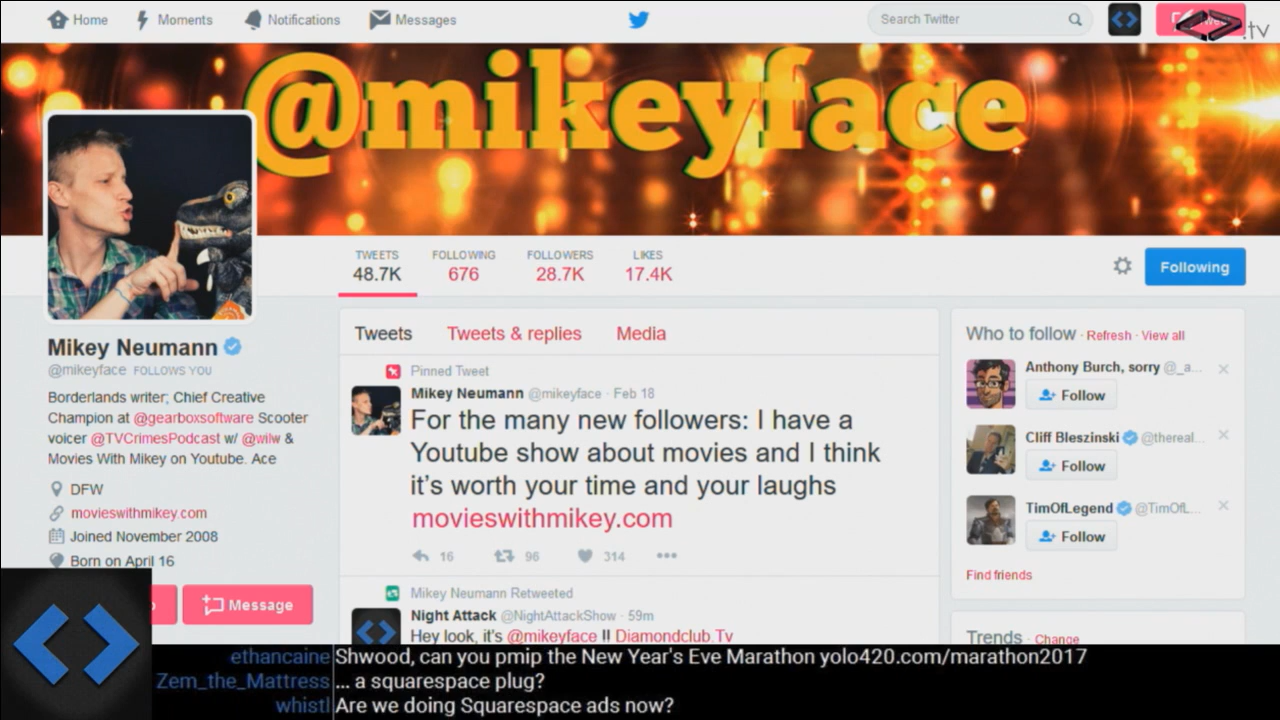 Home
Moments
Notifications
Messages
Search Twitter
.tv
@mikeyface
TWEETS
48.7K
FOLLOWING
676
FOLLOWERS
28.7K
LIKES
17.4K
Following
Mikey Neumann
@mikeyface FOLLOWS YOU
Borderlands writer; Chief Creative
Champion at @gearboxsoftware Scooter
voicer @TVCrimesPodcast w/ @wilw &
Movies With Mikey on Youtube. Ace
DFW
movieswithmikey.com
Joined November 2008
Born on April 16
Message
Tweets
Tweets & replies
Media
Pinned Tweet
Mikey Neumann @mikeyface · Feb 18
For the many new followers: I have a
Youtube show about movies and I think
it's worth your time and your laughs
movieswithmikey.com
16
96
314
Mikey Neumann Retweeted
Night Attack @NightAttackShow · 59m
Hey look, it's @mikeyface !! Diamondclub.Tv
Who to follow · Refresh · View all
Anthony Burch, sorry @_a...
Follow
Cliff Bleszinski @thereal...
Follow
TimOfLegend @TimOfL...
Follow
Find friends
Trends · Change
ethancaine Shwood, can you pmip the New Year's Eve Marathon yolo420.com/marathon2017
Zem_the_Mattress ... a squarespace plug?
whistl Are we doing Squarespace ads now?